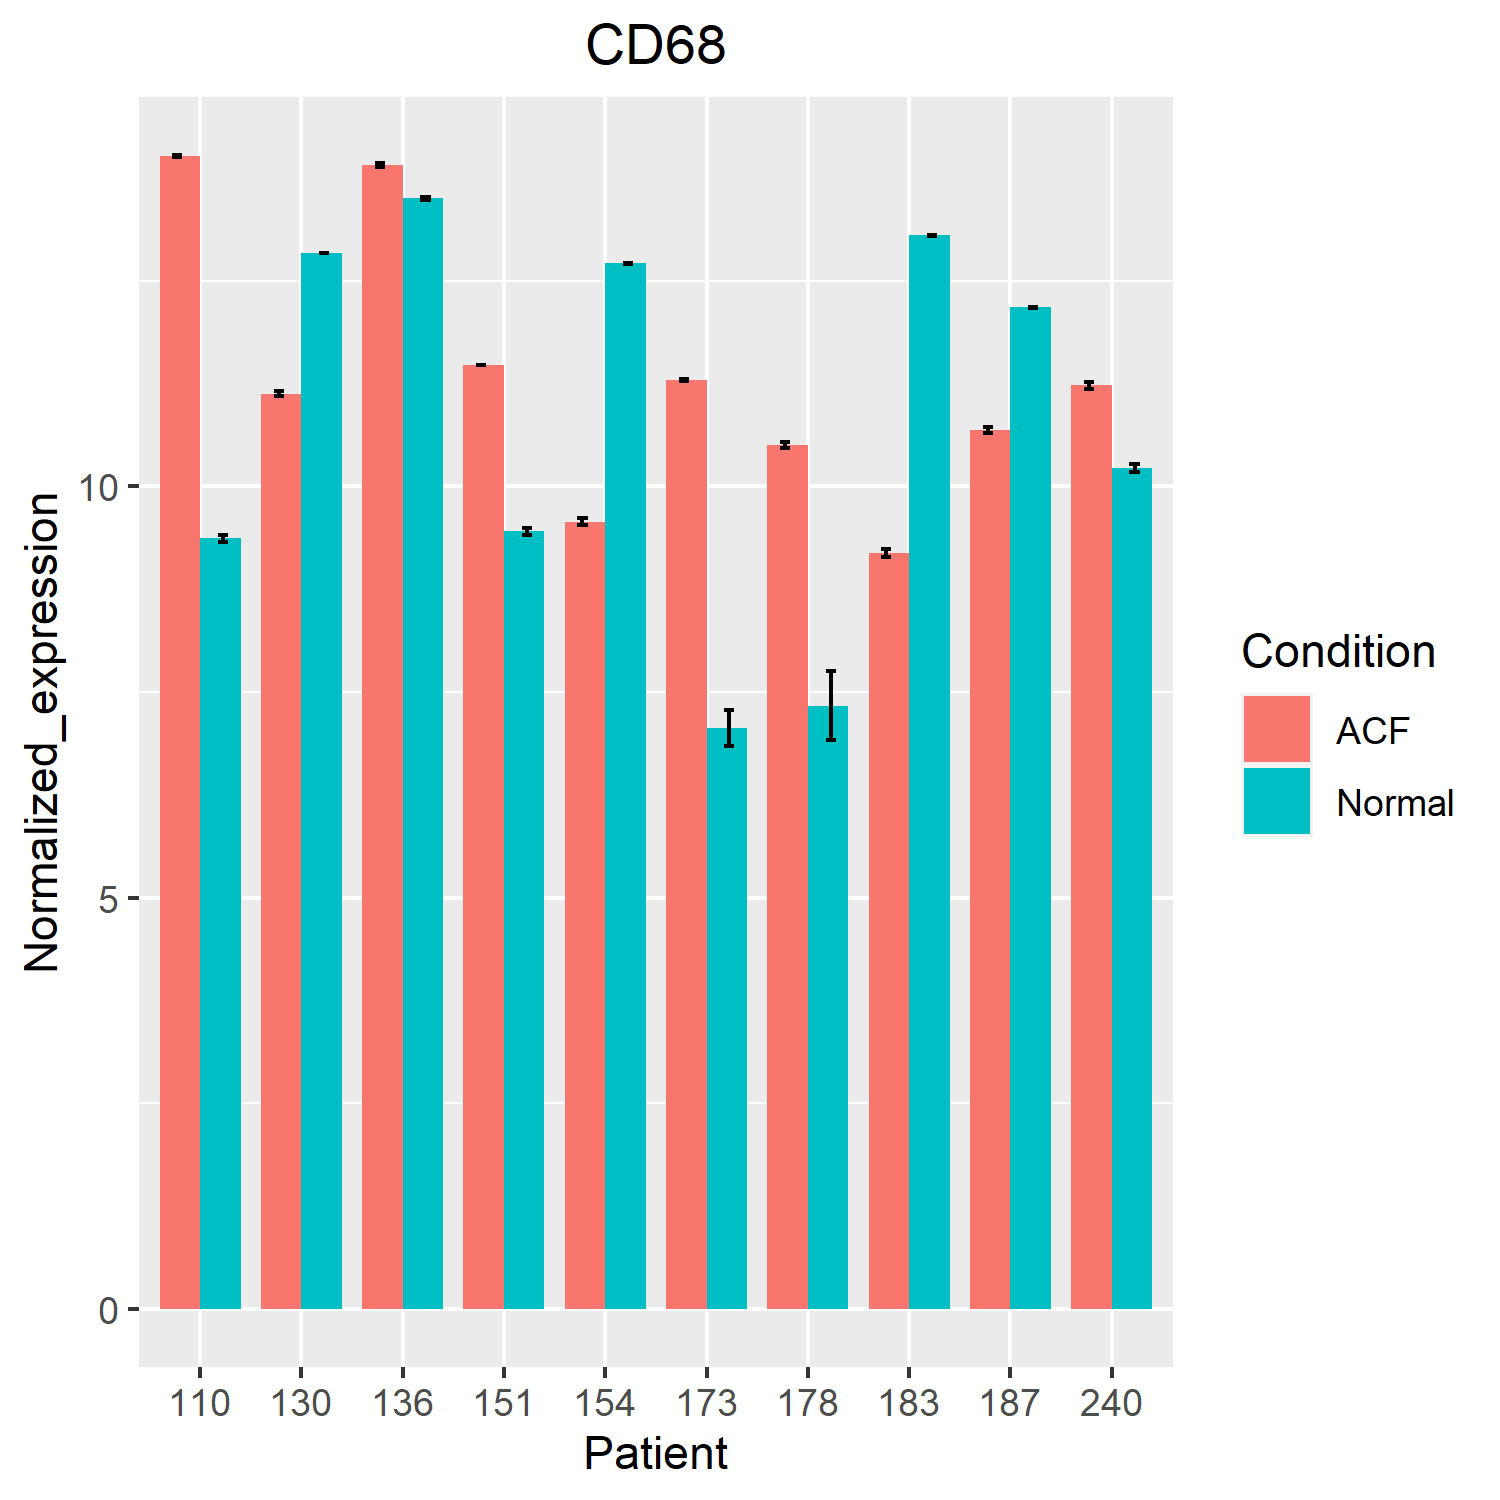 CD68
Normalized_expression
10
5
0
110 130 136 151 154 173 178 183 187 240
Patient
Condition
ACF
Normal